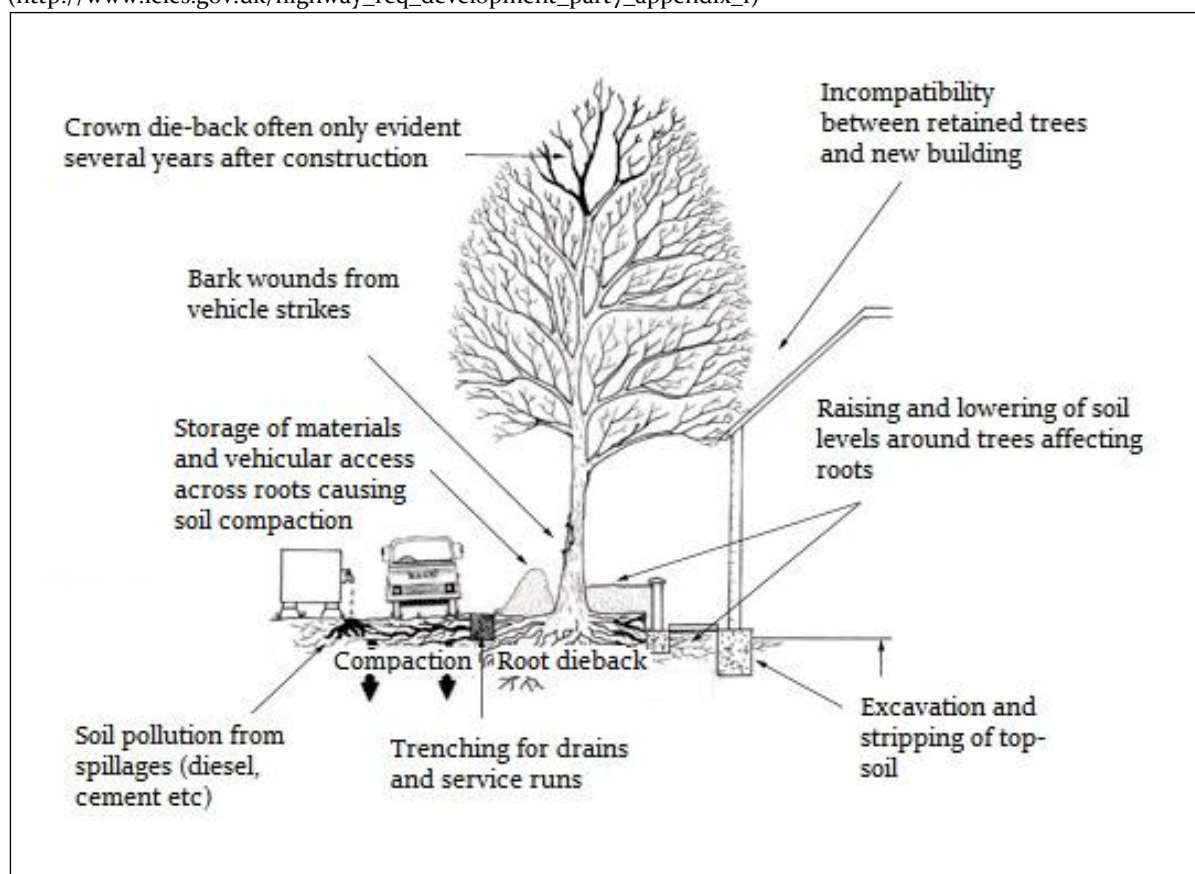 Crown die-back often only evident
several years after construction
Incompatibility
between retained trees
and new building
Bark wounds from
vehicle strikes
Storage of materials
and vehicular access
across roots causing
soil compaction
Raising and lowering of soil
levels around trees affecting
roots
Compaction
Root dieback
Soil pollution from
spillages (diesel,
cement etc)
Trenching for drains
and service runs
Excavation and
stripping of top-
soil